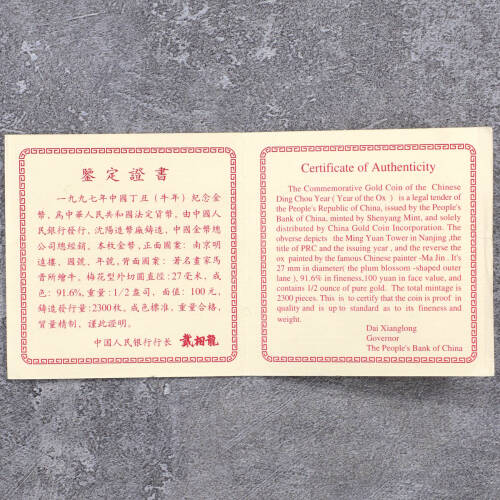 鉴定證書
一九九七年中國丁丑(牛年)纪念金
幣,爲中華人民共和國法定貨幣,由中國人
民銀行發行,沈陽造幣廠鑄造,中國金幣總
公司總經銷,本枚金幣,正面圖案:南京明
遠樓,國號,年號,背面圖案:著名畫家馬
晋所繪牛,梅花型外切圓直徑:27毫米,成
色:91.6%,重量:1/2盎司,面值:100元,
鑄造發行量:2300枚,成色標准,重量合格,
質量精制,謹此證明。
中國人民銀行行长 戴相龍
Certificate of Authenticity
The Commemorative Gold Coin of the Chinese
Ding Chou Year ( Year of the Ox ) is a legal tender of
the People's Republic of China, issued by the People's
Bank of China, minted by Shenyang Mint, and solely
distributed by China Gold Coin Incorporation. The
obverse depicts the Ming Yuan Tower in Nanjing ,the
title of PRC and the issuing year , and the reverse the
ox painted by the famous Chinese painter -Ma Jin . It's
27 mm in diameter( the plum blossom -shaped outer
lane ), 91.6% in fineness,100 yuan in face value, and
contains 1/2 ounce of pure gold. The total mintage is
2300 pieces. This is to certify that the coin is proof in
quality and is up to standard as to its fineness and
weight.
Dai Xianglong
Governor
The People's Bank of China